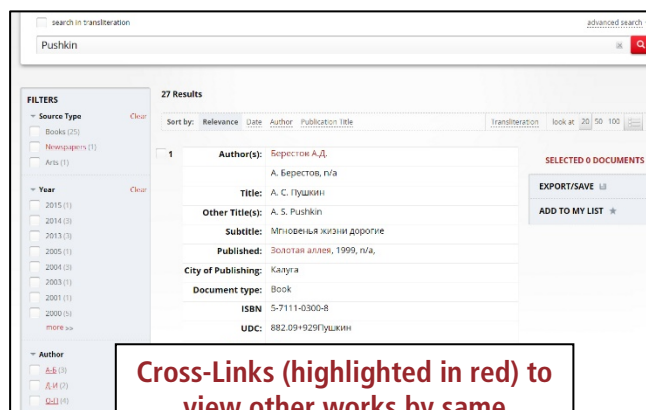 search in transliteration
advanced search
Pushkin
FILTERS
Source Type Clear
Books (25)
Newspapers (1)
Arts (1)
Year Clear
2015 (1)
2014 (3)
2013 (3)
2005 (1)
2004 (3)
2003 (1)
2001 (1)
2000 (5)
more >>
Author
А-Б (3)
Д-И (2)
О-П (4)
27 Results
Sort by: Relevance Date Author Publication Title Transliteration look at 20 50 100
1 Author(s): Берестов А.Д.
А. Берестов, n/a
Title: А. С. Пушкин
Other Title(s): A. S. Pushkin
Subtitle: Мгновенья жизни дорогие
Published: Золотая аллея, 1999, n/a,
City of Publishing: Калуга
Document type: Book
ISBN 5-7111-0300-8
UDC: 882.09+929Пушкин
SELECTED 0 DOCUMENTS
EXPORT/SAVE
ADD TO MY LIST
Cross-Links (highlighted in red) to
view other works by same